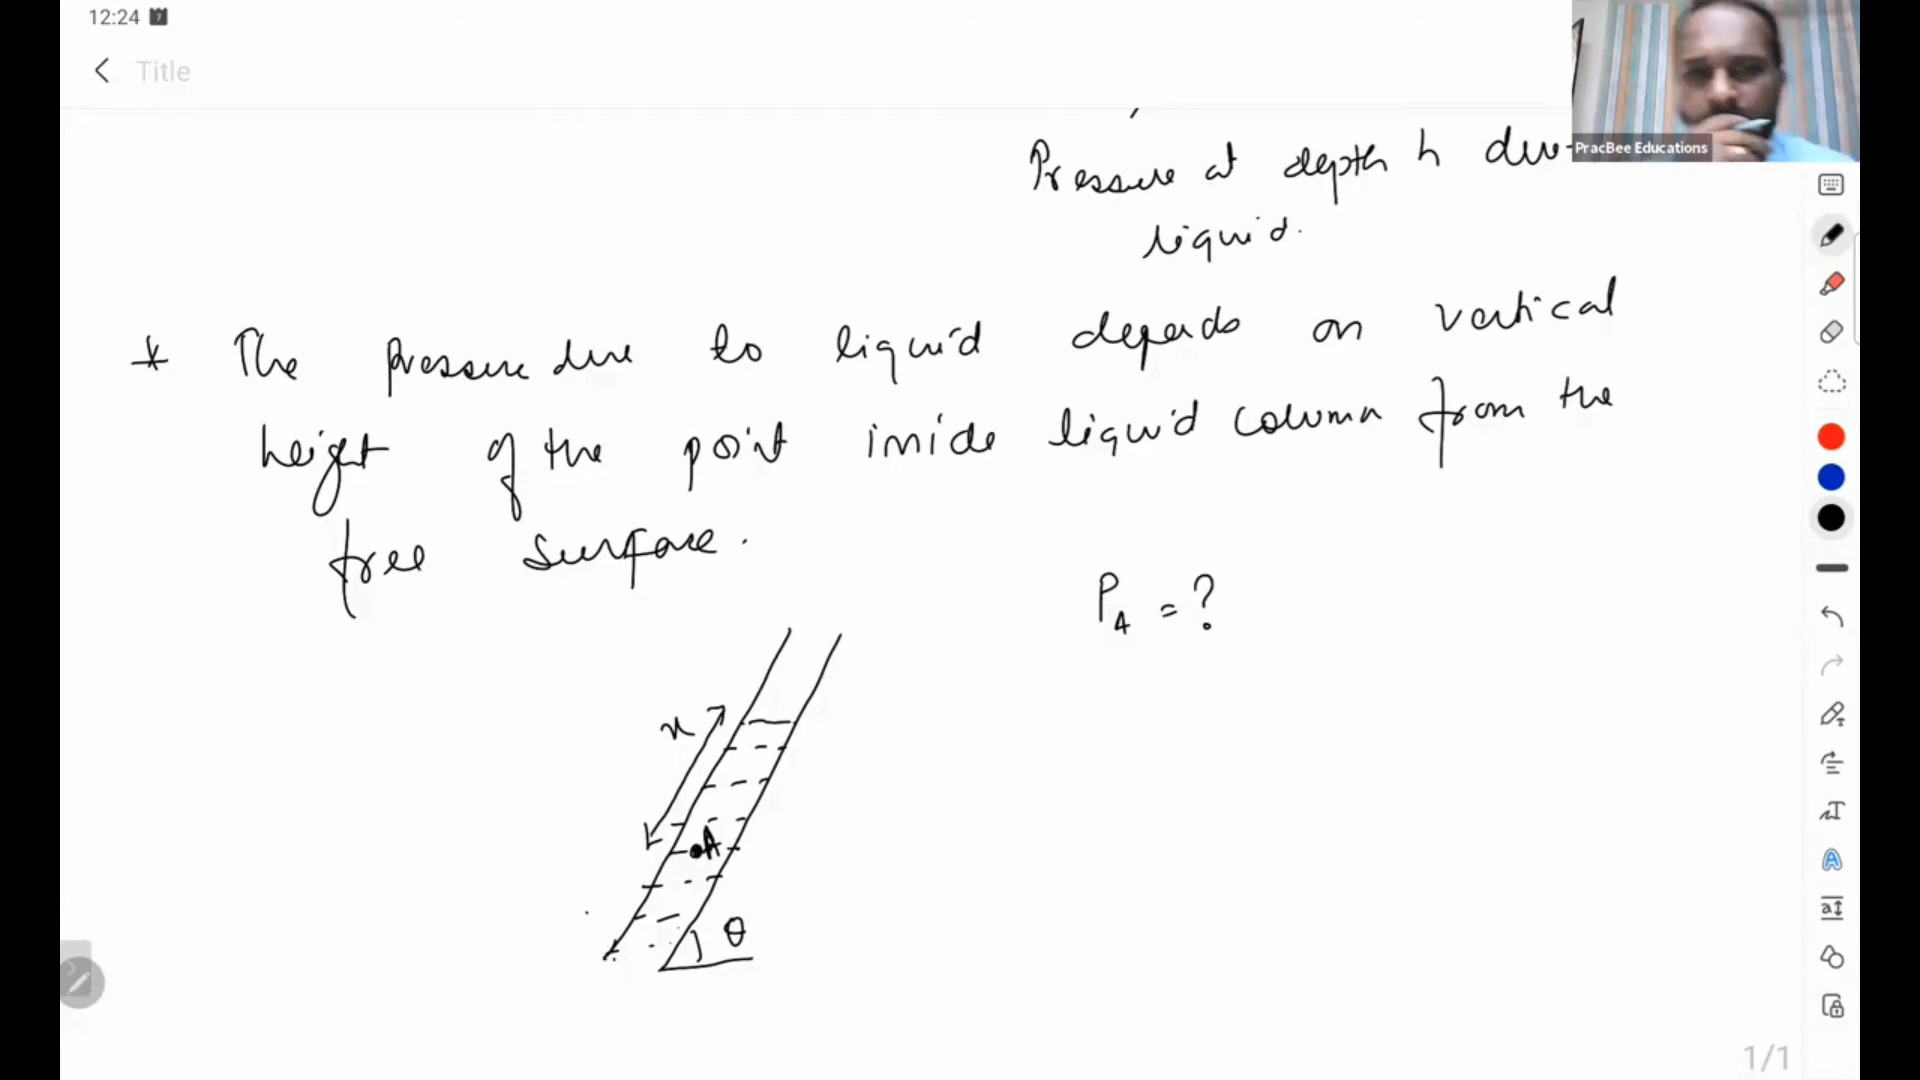 12:24
Title
PracBee Educations
Pressure at depth h due
liquid.
* The pressure due to liquid depends on vertical
height of the point inside liquid column from the
free surface.
P_A = ?
x
A
θ
1/1